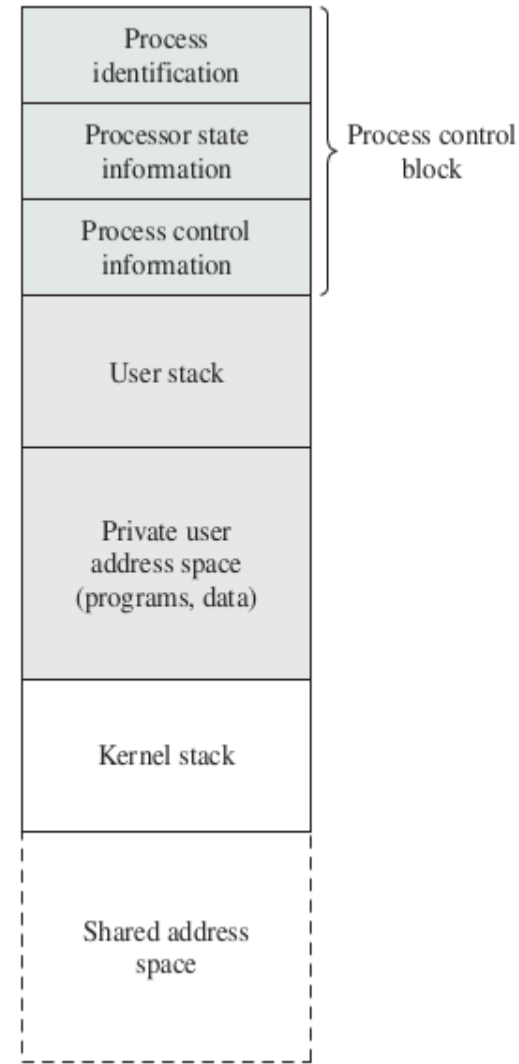 Process
identification
Processor state
information
Process control
information
Process control
block
User stack
Private user
address space
(programs, data)
Kernel stack
Shared address
space